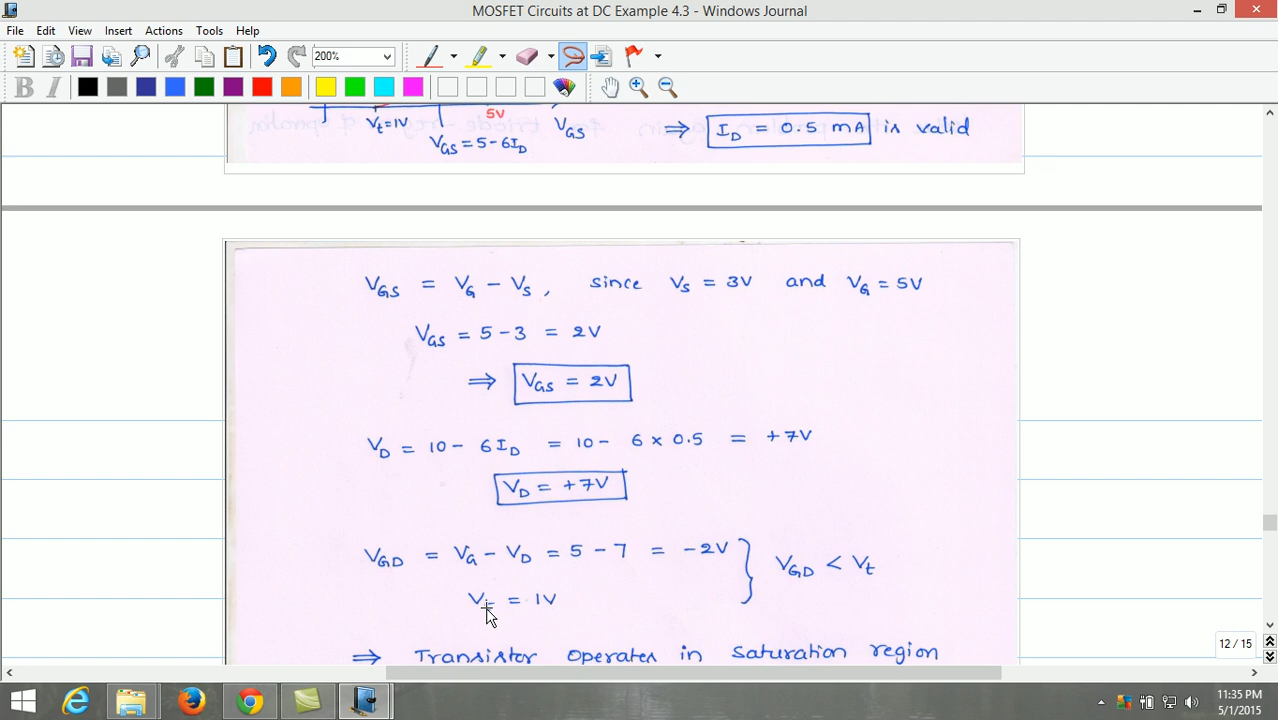 MOSFET Circuits at DC Example 4.3 - Windows Journal
File Edit View Insert Actions Tools Help
200%
B I
Vt = 1V
5V
VGS
VGS = 5 - 6ID
⇒ ID = 0.5 mA is valid
VGS = VG - VS , since VS = 3V and VG = 5V
VGS = 5 - 3 = 2V
⇒ VGS = 2V
VD = 10 - 6ID = 10 - 6 x 0.5 = +7V
VD = +7V
VGD = VG - VD = 5 - 7 = -2V } VGD < Vt
Vt = 1V
⇒ Transistor operates in saturation region
12 / 15
11:35 PM
5/1/2015